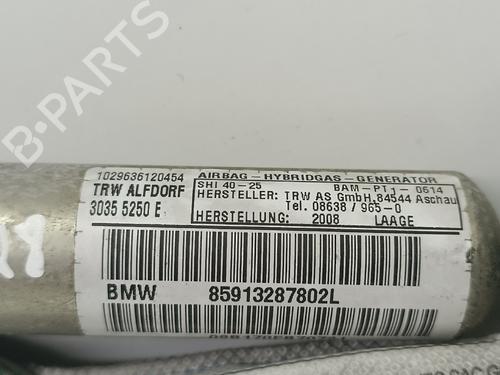 B-PARTS
1029636120454
TRW ALFDORF
3035 5250 E
AIRBAG-HYBRIDGAS-GENERATOR
SHI 40-25 BAM-PT1-0614
HERSTELLER: TRW AS GmbH, 84544 Aschau
Tel. 08638 / 965-0
HERSTELLUNG: 2008 LAAGE
BMW 85913287802L